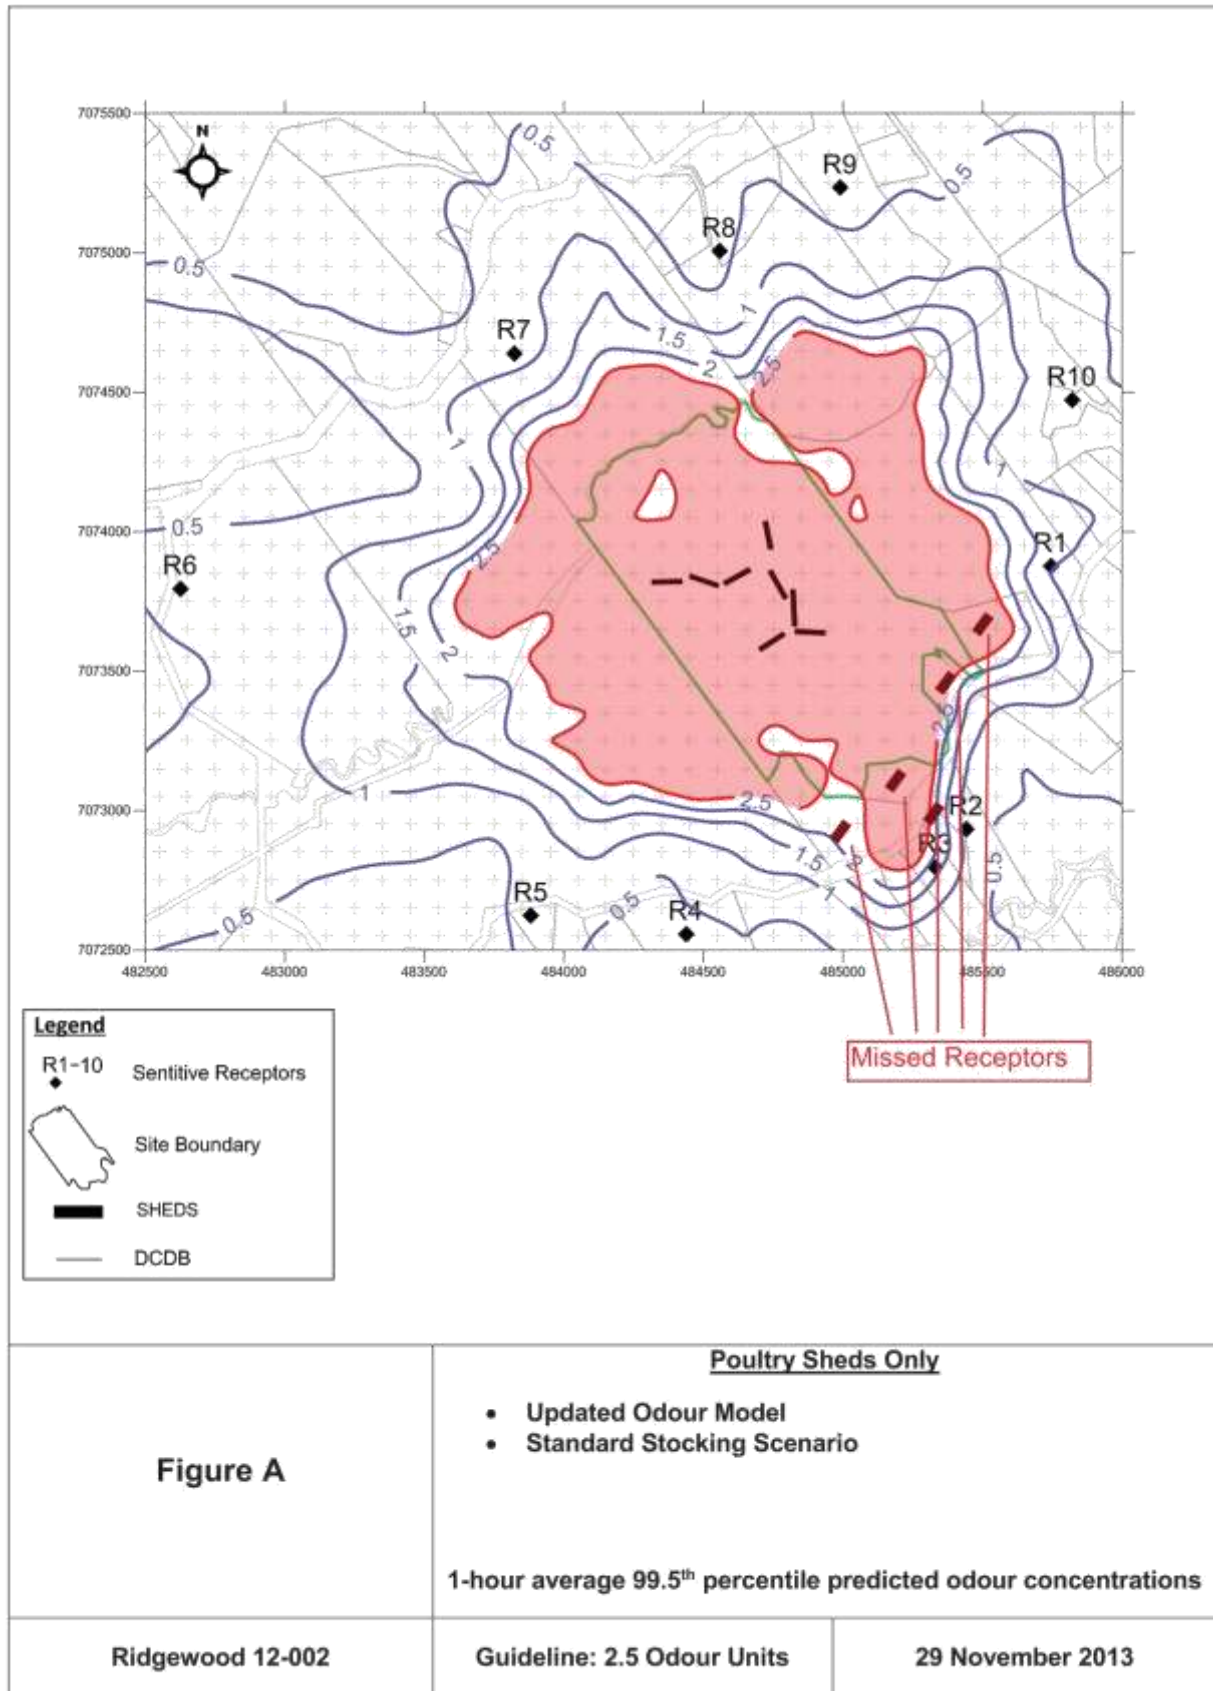 7075500
N
0.5
R9
0.5
R8
7075000
0.5
1
R7
1.5
2
2.5
R10
7074500
1
1
0.5
7074000
2.5
R1
R6
1.5
2
7073500
2.5
1
2.5
7073000
R2
R3
1.5
2
0.5
1
R5
0.5
R4
0.5
7072500
482500 483000 483500 484000 484500 485000 485500 486000
Missed Receptors
Legend
R1-10
Sentitive Receptors
Site Boundary
SHEDS
DCDB
Figure A
Poultry Sheds Only
• Updated Odour Model
• Standard Stocking Scenario
1-hour average 99.5th percentile predicted odour concentrations
Ridgewood 12-002
Guideline: 2.5 Odour Units
29 November 2013